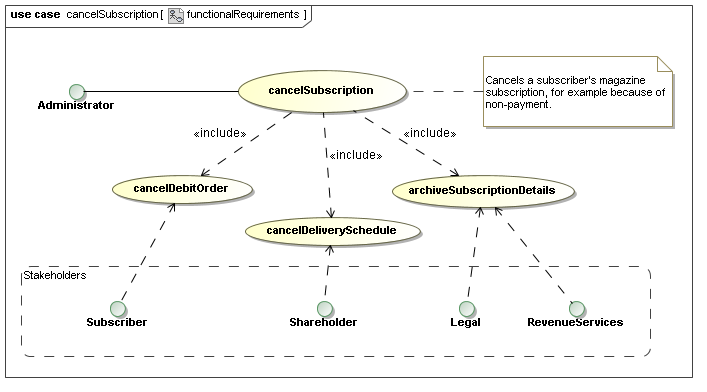 use case cancelSubscription [ functionalRequirements ]
cancelSubscription
Cancels a subscriber's magazine
subscription, for example because of
non-payment.
Administrator
«include»
«include»
«include»
cancelDebitOrder
archiveSubscriptionDetails
cancelDeliverySchedule
Stakeholders
Subscriber
Shareholder
Legal
RevenueServices